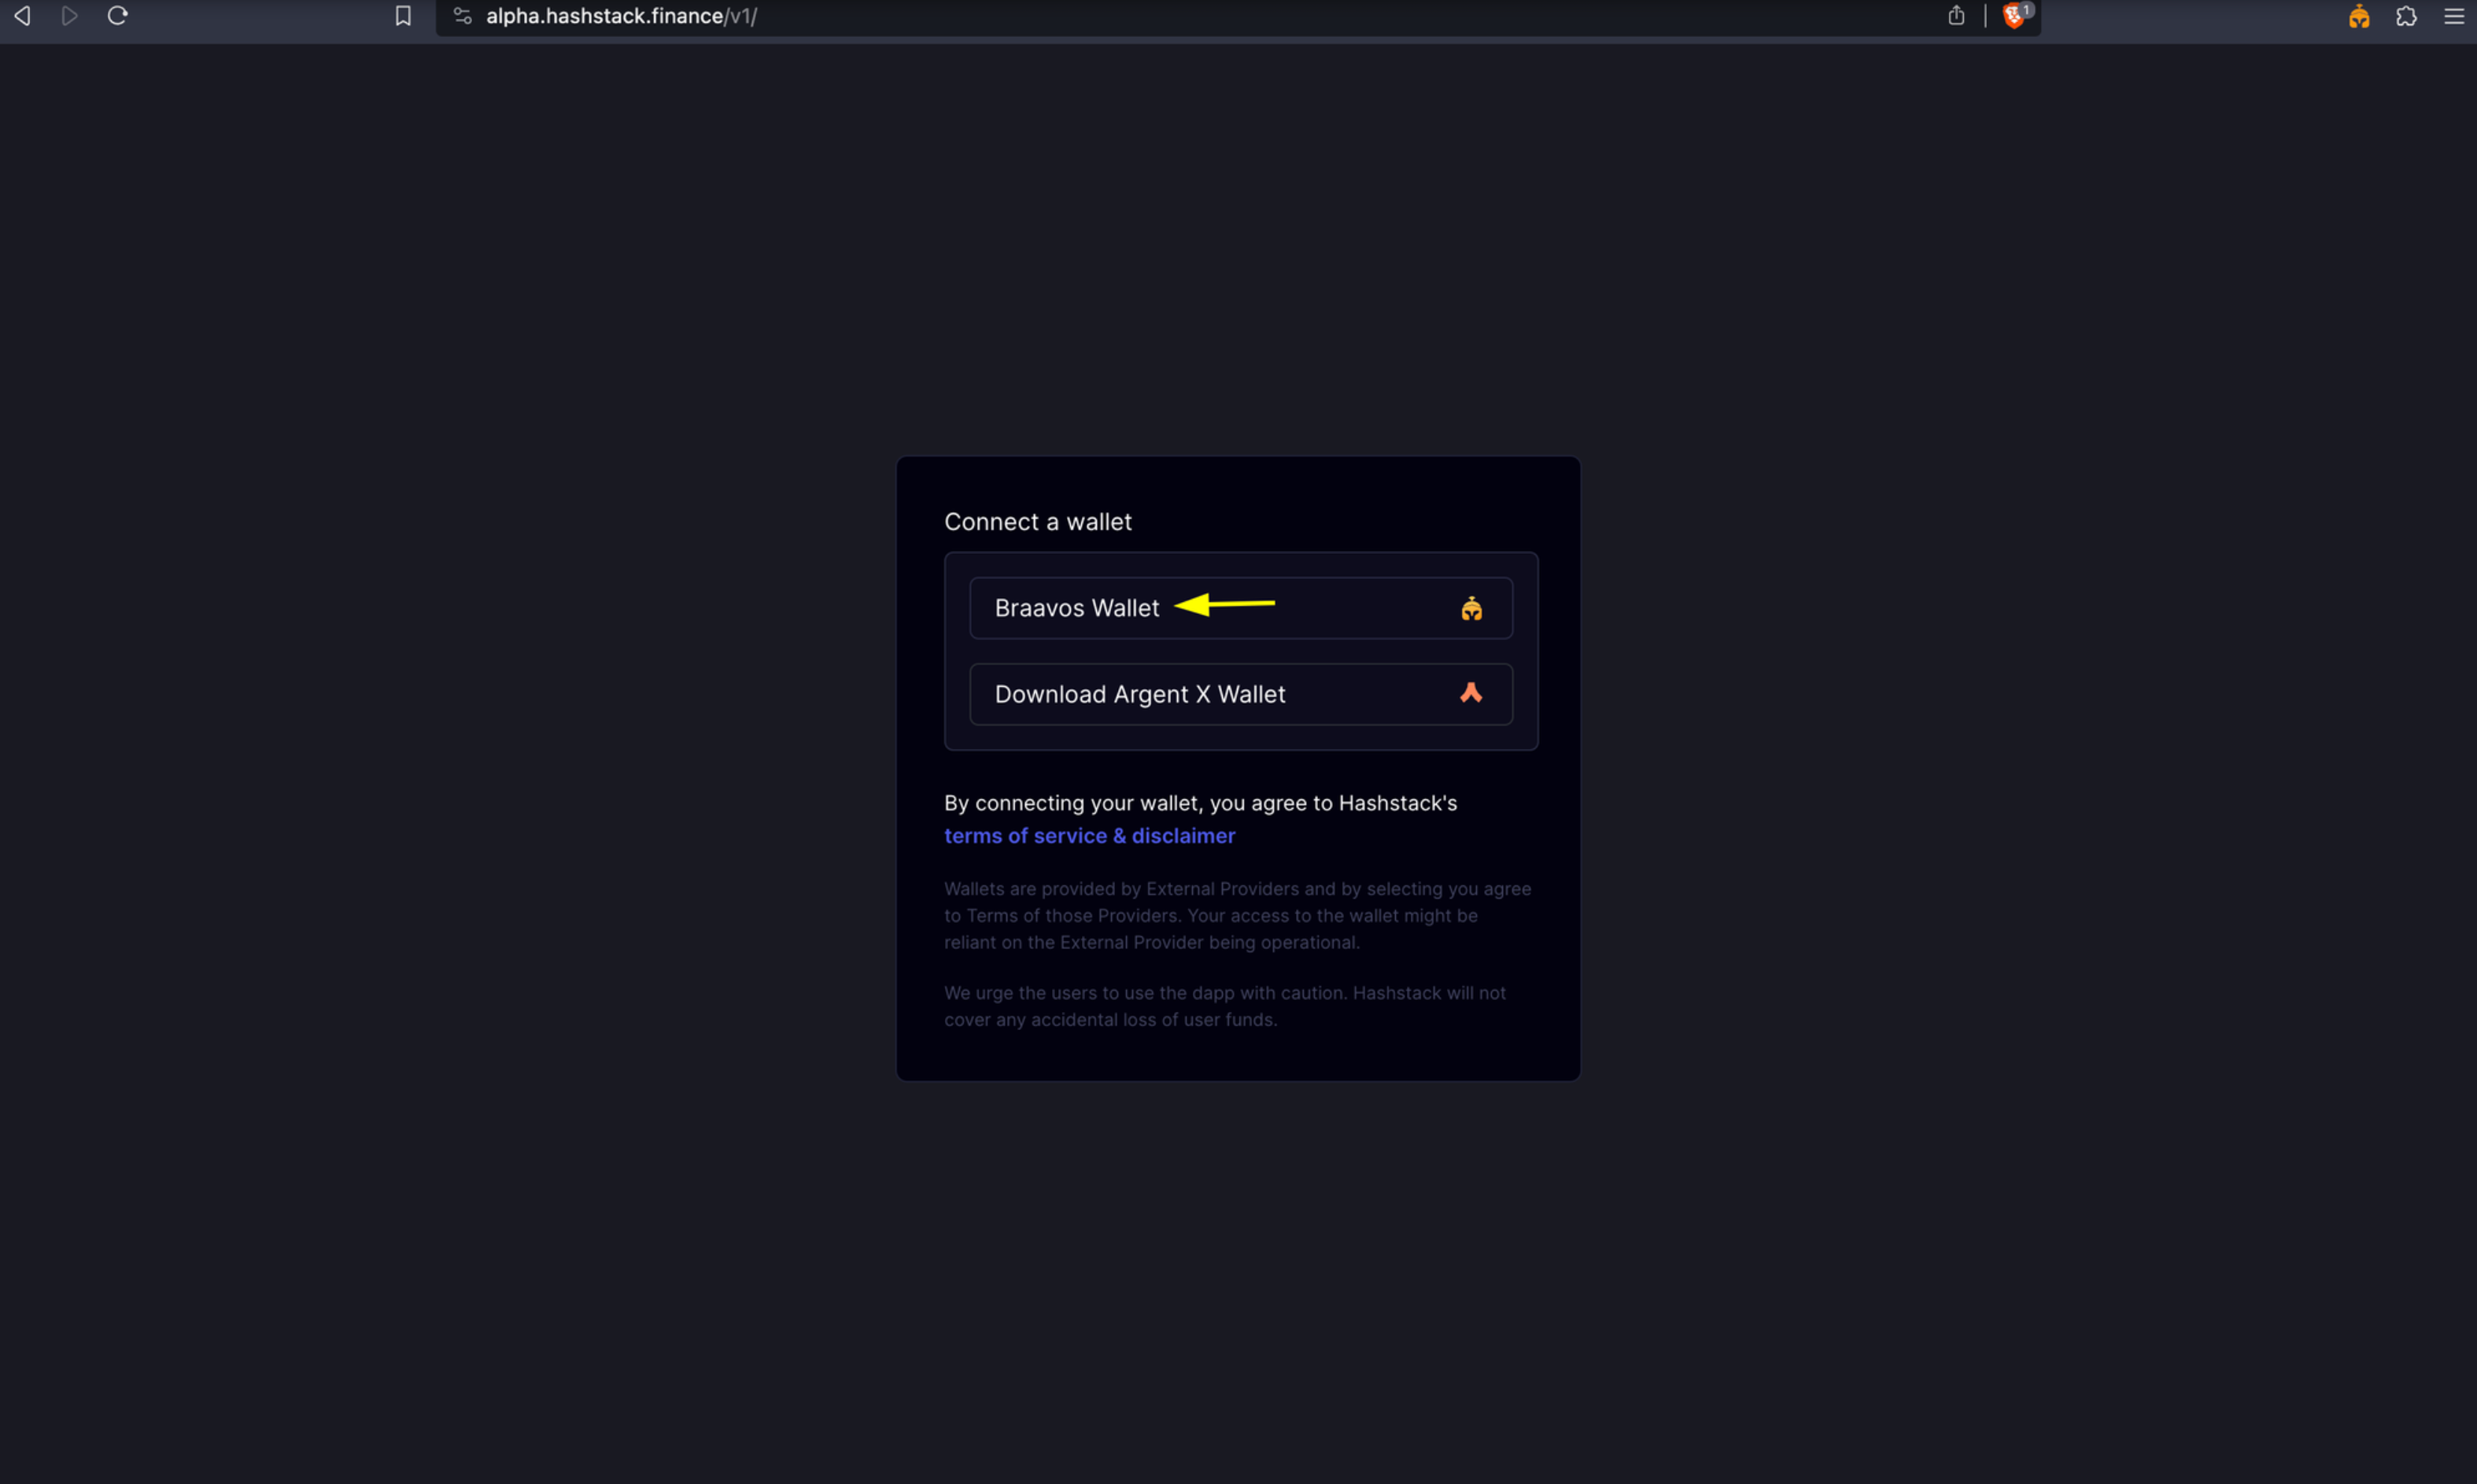 alpha.hashstack.finance/v1/
1
Connect a wallet
Braavos Wallet
Download Argent X Wallet
By connecting your wallet, you agree to Hashstack's
terms of service & disclaimer
Wallets are provided by External Providers and by selecting you agree
to Terms of those Providers. Your access to the wallet might be
reliant on the External Provider being operational.
We urge the users to use the dapp with caution. Hashstack will not
cover any accidental loss of user funds.